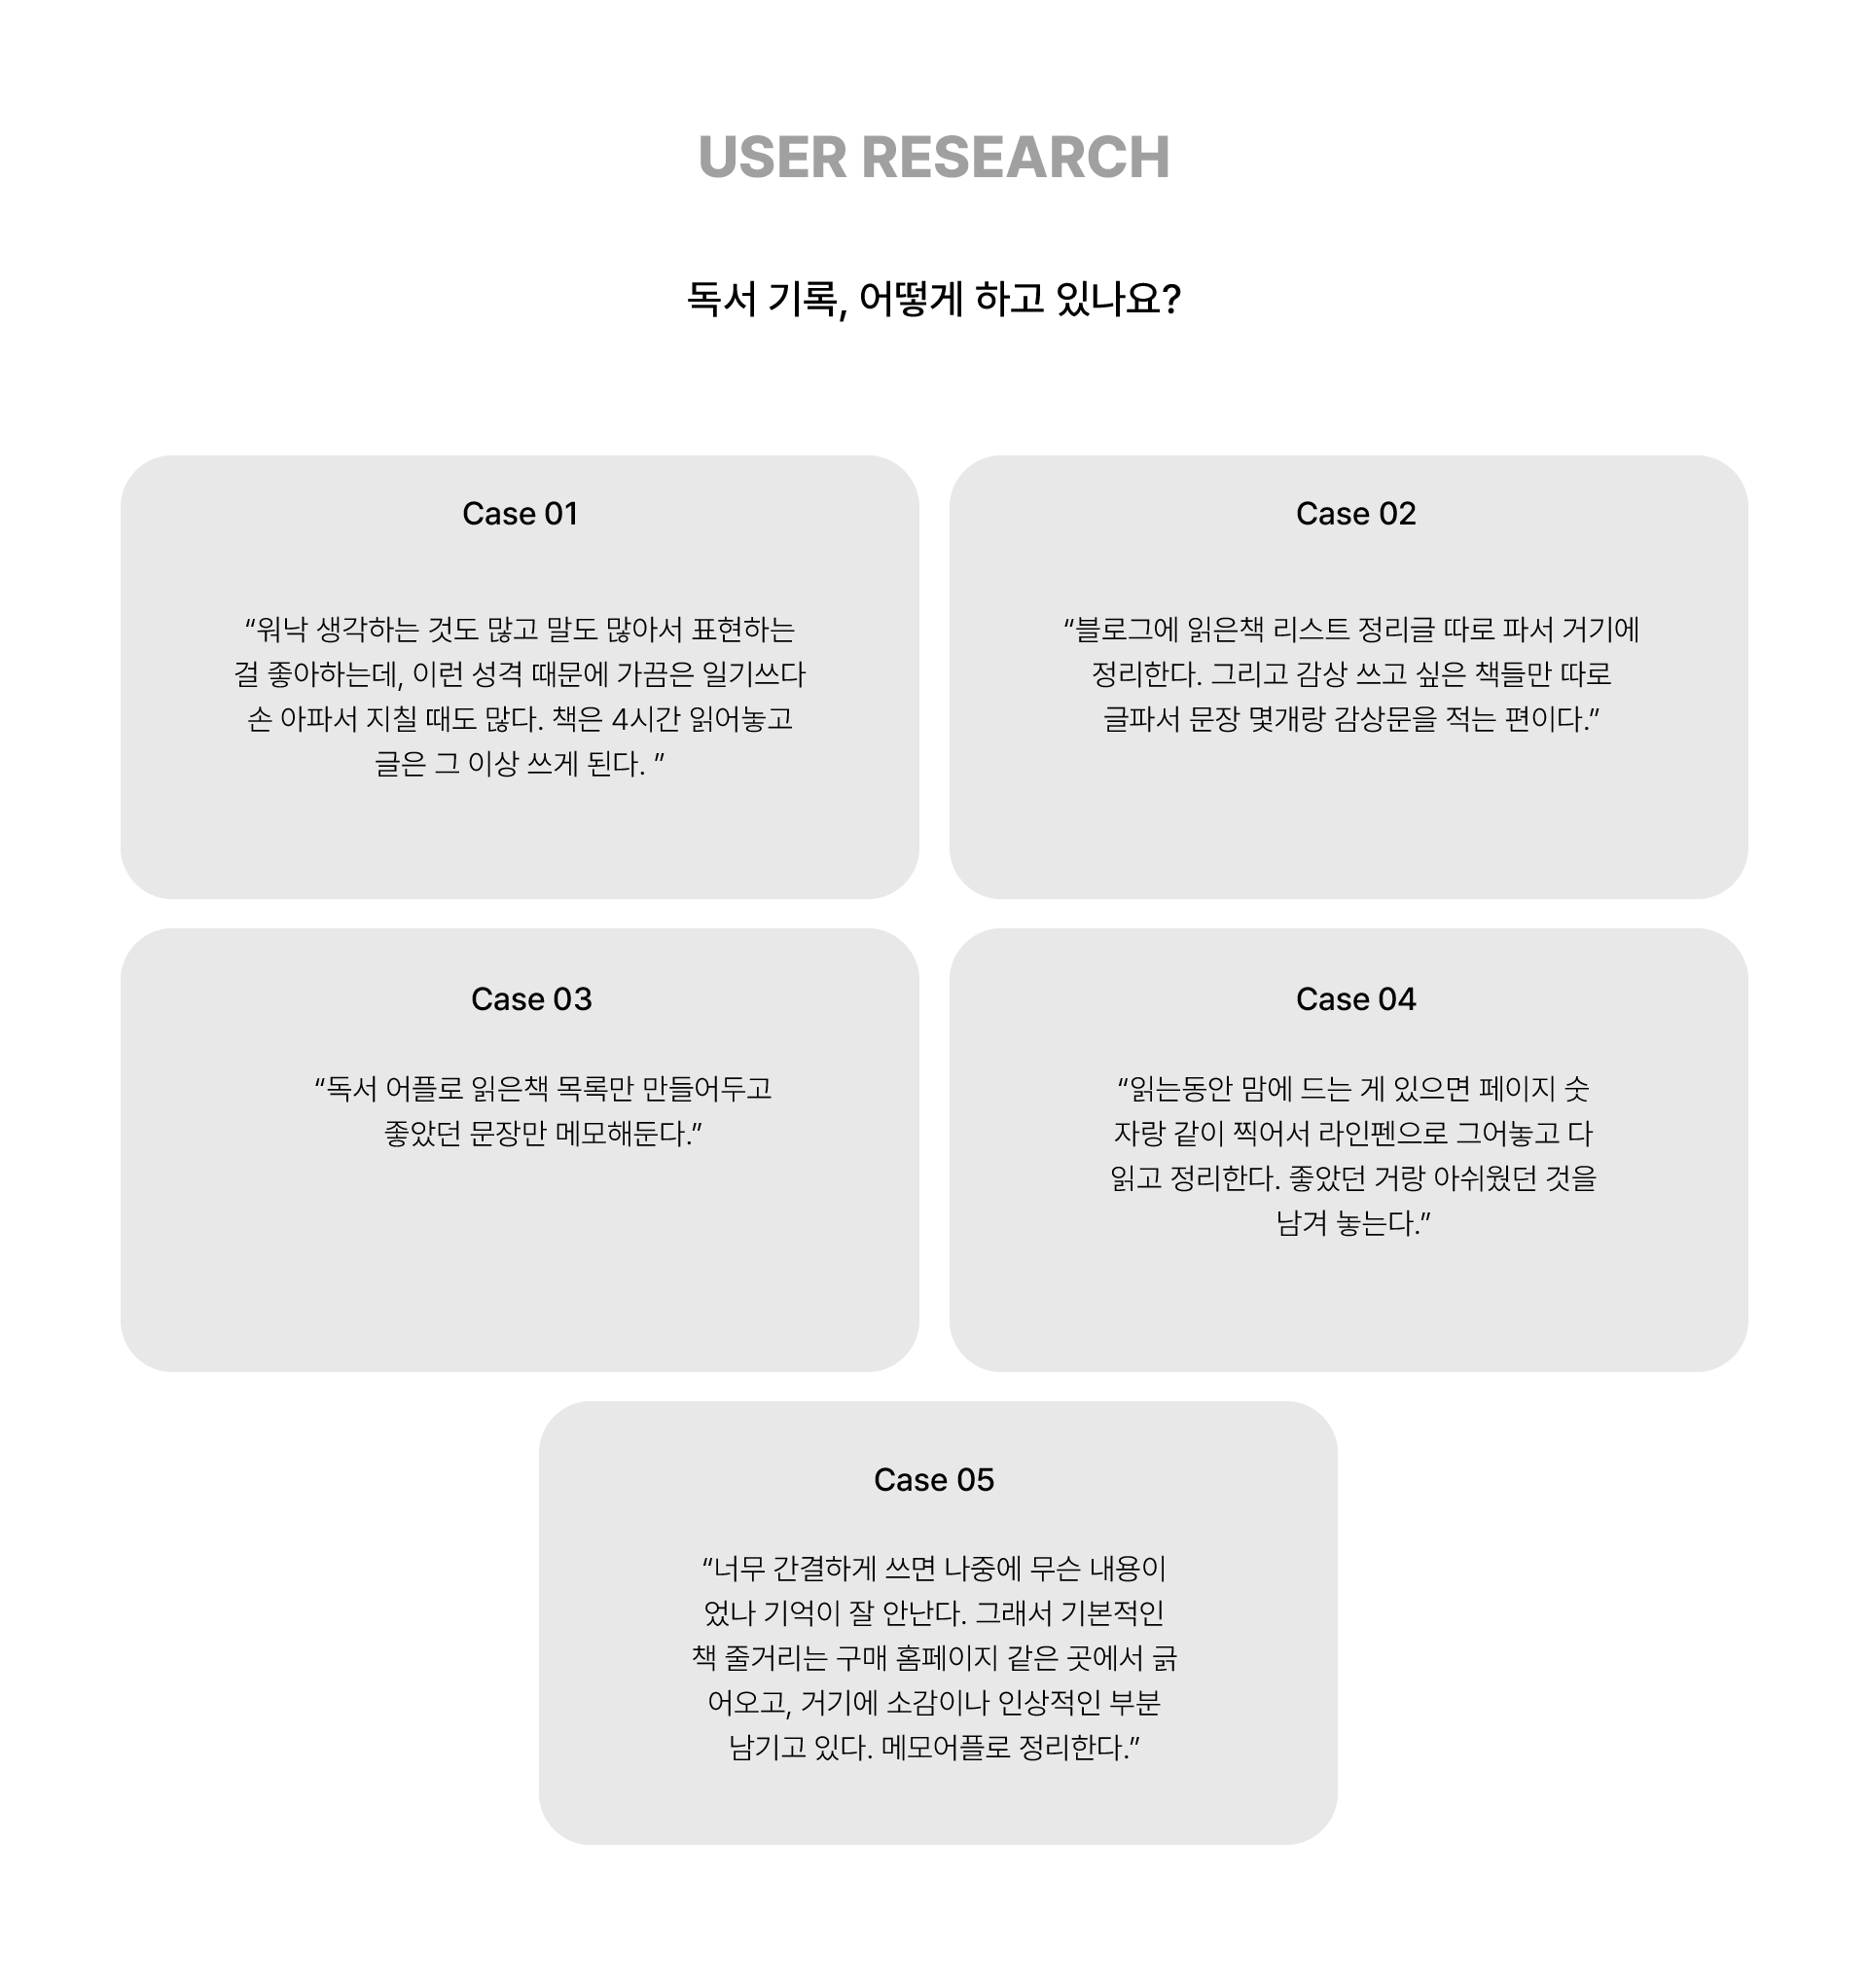 USER RESEARCH
독서 기록, 어떻게 하고 있나요?
Case 01
“워낙 생각하는 것도 많고 말도 많아서 표현하는
걸 좋아하는데, 이런 성격 때문에 가끔은 일기쓰다
손 아파서 지칠 때도 많다. 책은 4시간 읽어놓고
글은 그 이상 쓰게 된다. ”
Case 02
“블로그에 읽은책 리스트 정리글 따로 파서 거기에
정리한다. 그리고 감상 쓰고 싶은 책들만 따로
글파서 문장 몇개랑 감상문을 적는 편이다.”
Case 03
“독서 어플로 읽은책 목록만 만들어두고
좋았던 문장만 메모해둔다.”
Case 04
“읽는동안 맘에 드는 게 있으면 페이지 숫
자랑 같이 찍어서 라인펜으로 그어놓고 다
읽고 정리한다. 좋았던 거랑 아쉬웠던 것을
남겨 놓는다.”
Case 05
“너무 간결하게 쓰면 나중에 무슨 내용이
었나 기억이 잘 안난다. 그래서 기본적인
책 줄거리는 구매 홈페이지 같은 곳에서 긁
어오고, 거기에 소감이나 인상적인 부분
남기고 있다. 메모어플로 정리한다.”